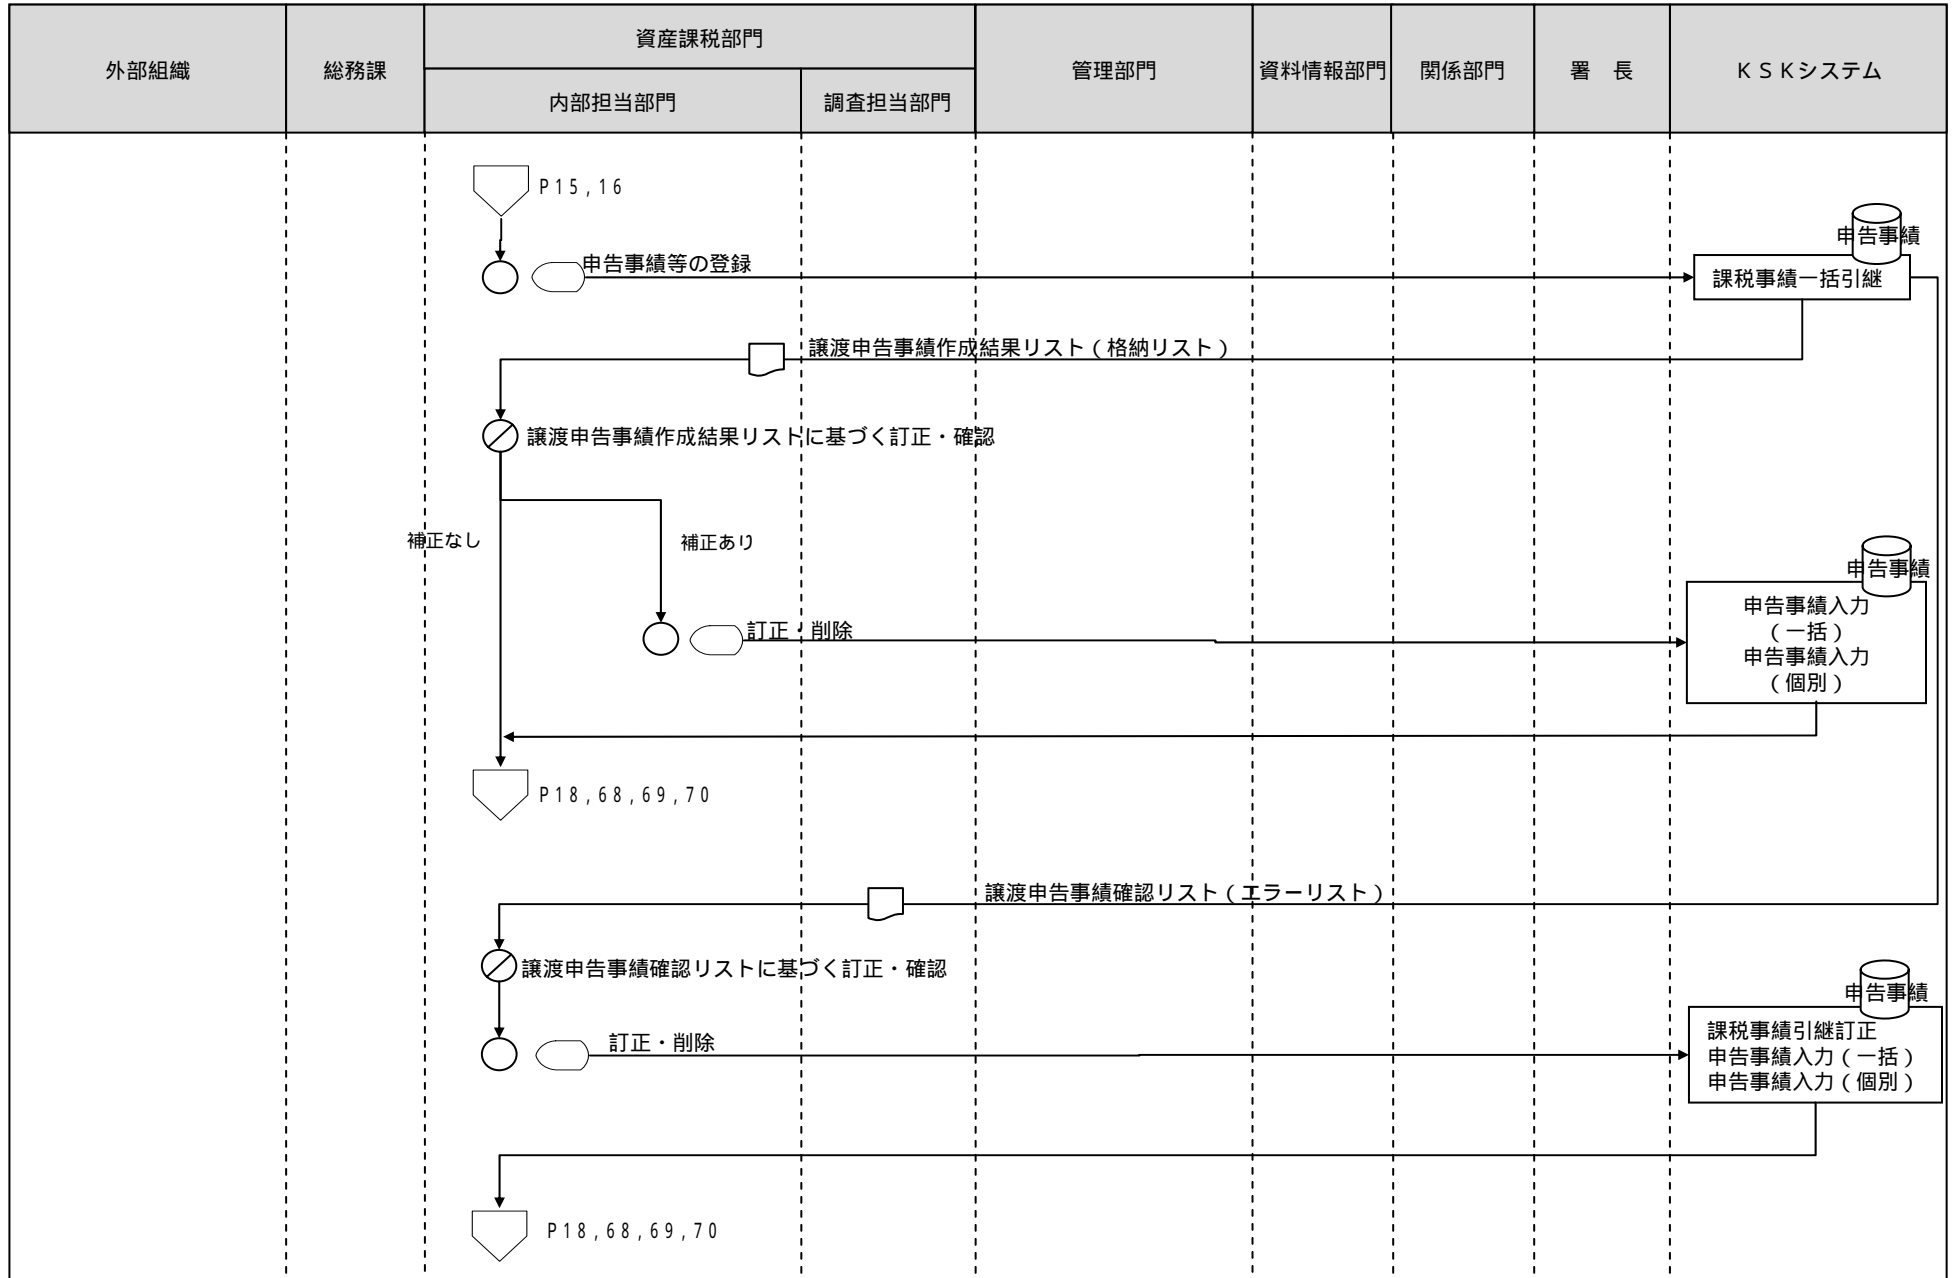 外部組織
総務課
資産課税部門
内部担当部門
調査担当部門
管理部門
資料情報部門
関係部門
署　長
ＫＳＫシステム
P15,16
申告事績等の登録
申告事績
課税事績一括引継
譲渡申告事績作成結果リスト（格納リスト）
譲渡申告事績作成結果リストに基づく訂正・確認
補正なし
補正あり
申告事績
訂正・削除
申告事績入力
（一括）
申告事績入力
（個別）
P18,68,69,70
譲渡申告事績確認リスト（エラーリスト）
譲渡申告事績確認リストに基づく訂正・確認
申告事績
訂正・削除
課税事績引継訂正
申告事績入力（一括）
申告事績入力（個別）
P18,68,69,70